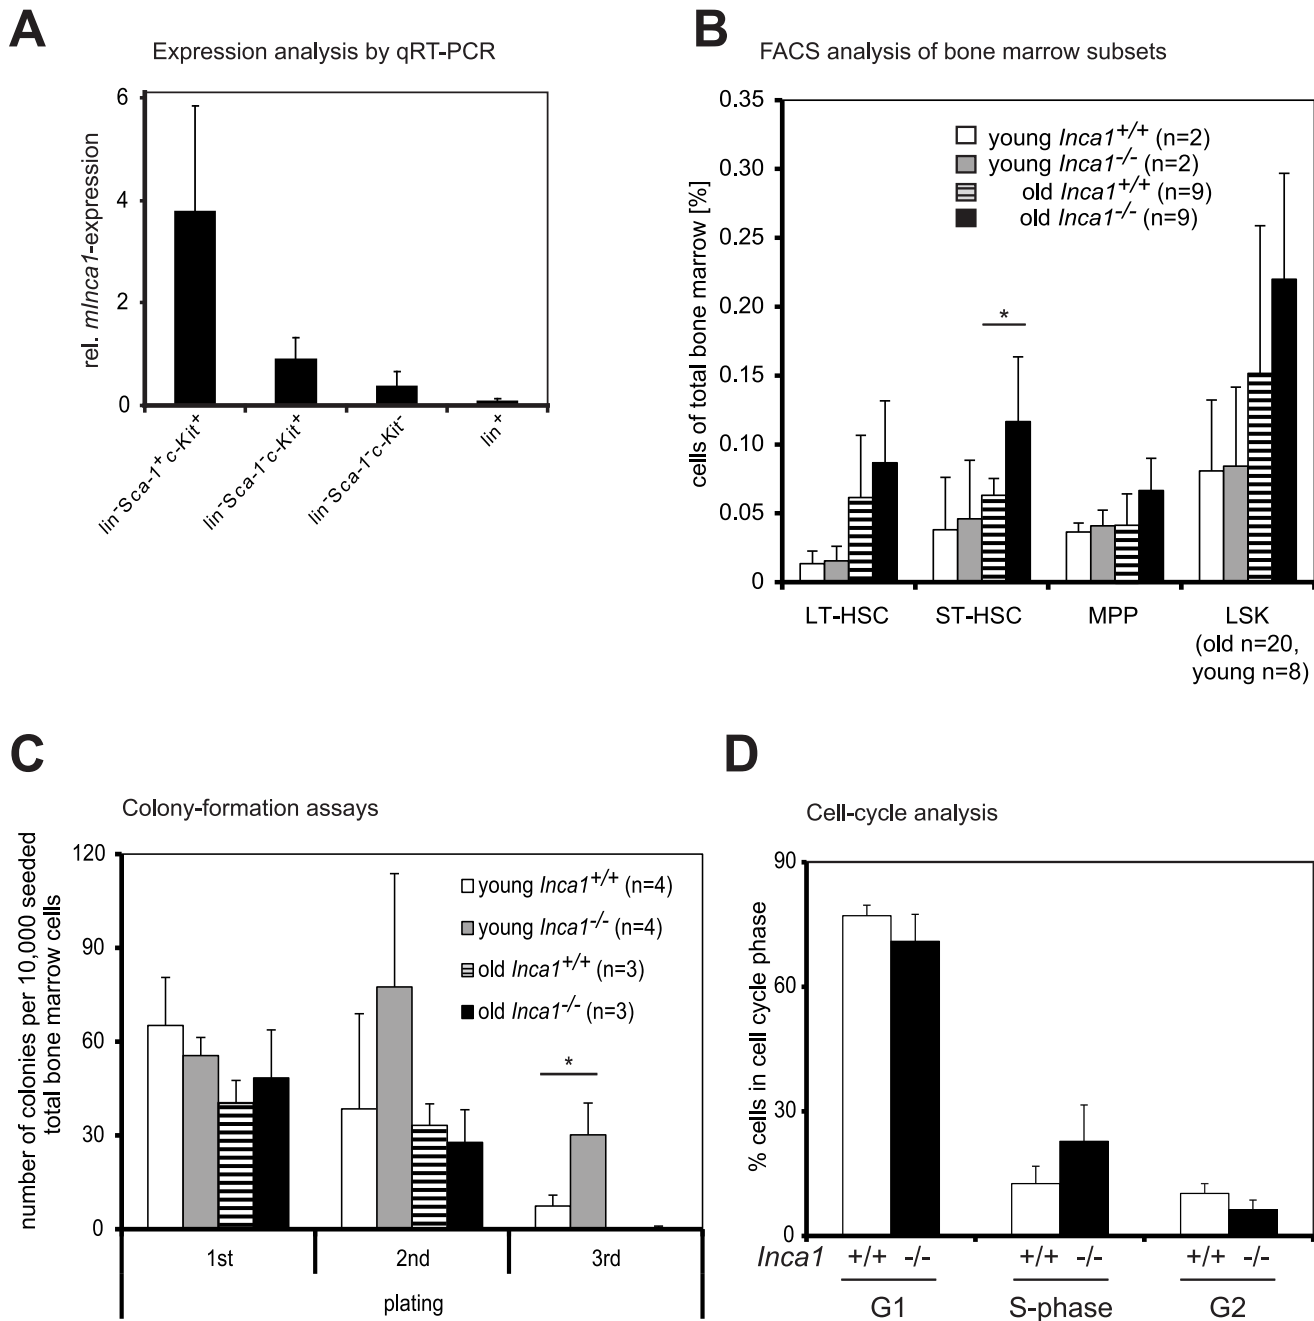 A
Expression analysis by qRT-PCR
rel. mInca1-expression
6
4
2
0
lin-Sca-1+c-Kit+
lin-Sca-1-c-Kit+
lin-Sca-1-c-Kit-
lin+
B
FACS analysis of bone marrow subsets
cells of total bone marrow [%]
0.35
0.30
0.25
0.20
0.15
0.10
0.05
0
young Inca1+/+ (n=2)
young Inca1-/- (n=2)
old Inca1+/+ (n=9)
old Inca1-/- (n=9)
*
LT-HSC
ST-HSC
MPP
LSK
(old n=20,
young n=8)
C
Colony-formation assays
number of colonies per 10,000 seeded
total bone marrow cells
120
90
60
30
0
young Inca1+/+ (n=4)
young Inca1-/- (n=4)
old Inca1+/+ (n=3)
old Inca1-/- (n=3)
*
1st
2nd
3rd
plating
D
Cell-cycle analysis
% cells in cell cycle phase
90
60
30
0
Inca1 +/+ -/- +/+ -/- +/+ -/-
G1
S-phase
G2